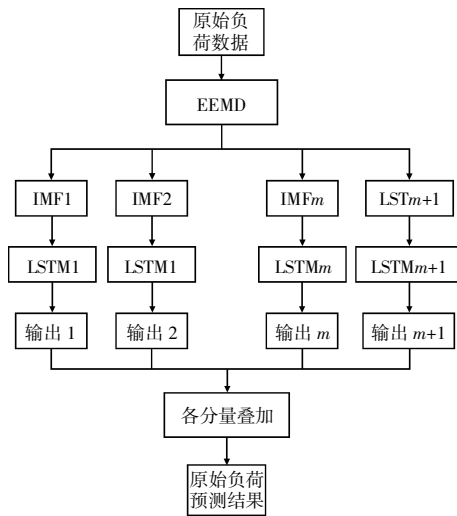 原始负
荷数据
EEMD
IMF1 IMF2 IMFm LSTm+1
LSTM1 LSTM1 LSTMm LSTMm+1
输出 1 输出 2 输出 m 输出 m+1
各分量叠加
原始负荷
预测结果